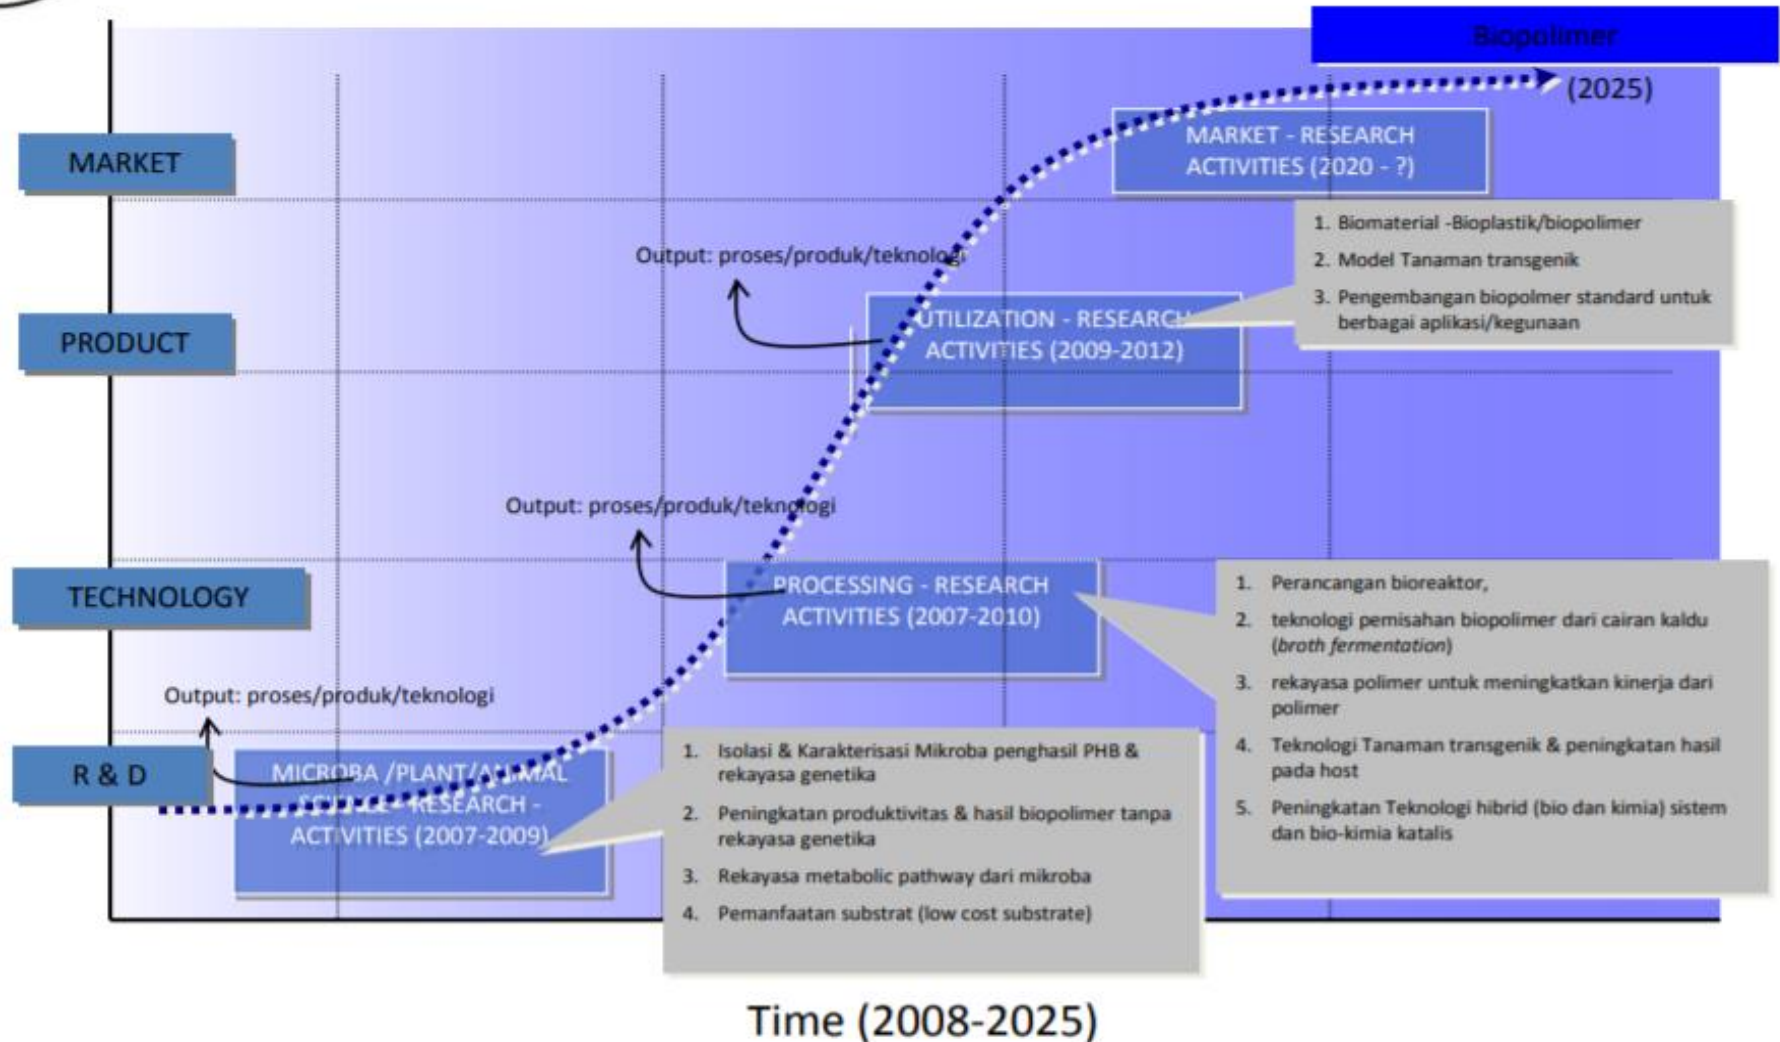 Biopolimer
(2025)
MARKET
MARKET - RESEARCH
ACTIVITIES (2020 - ?)
1. Biomaterial -Bioplastik/biopolimer
2. Model Tanaman transgenik
3. Pengembangan biopolmer standard untuk
berbagai aplikasi/kegunaan
Output: proses/produk/teknologi
PRODUCT
UTILIZATION - RESEARCH
ACTIVITIES (2009-2012)
Output: proses/produk/teknologi
TECHNOLOGY
PROCESSING - RESEARCH
ACTIVITIES (2007-2010)
1. Perancangan bioreaktor,
2. teknologi pemisahan biopolimer dari cairan kaldu
(broth fermentation)
3. rekayasa polimer untuk meningkatkan kinerja dari
polimer
4. Teknologi Tanaman transgenik & peningkatan hasil
pada host
5. Peningkatan Teknologi hibrid (bio dan kimia) sistem
dan bio-kimia katalis
Output: proses/produk/teknologi
R & D
MICROBA /PLANT/ANIMAL
SCIENCE - RESEARCH -
ACTIVITIES (2007-2009)
1. Isolasi & Karakterisasi Mikroba penghasil PHB &
rekayasa genetika
2. Peningkatan produktivitas & hasil biopolimer tanpa
rekayasa genetika
3. Rekayasa metabolic pathway dari mikroba
4. Pemanfaatan substrat (low cost substrate)
Time (2008-2025)